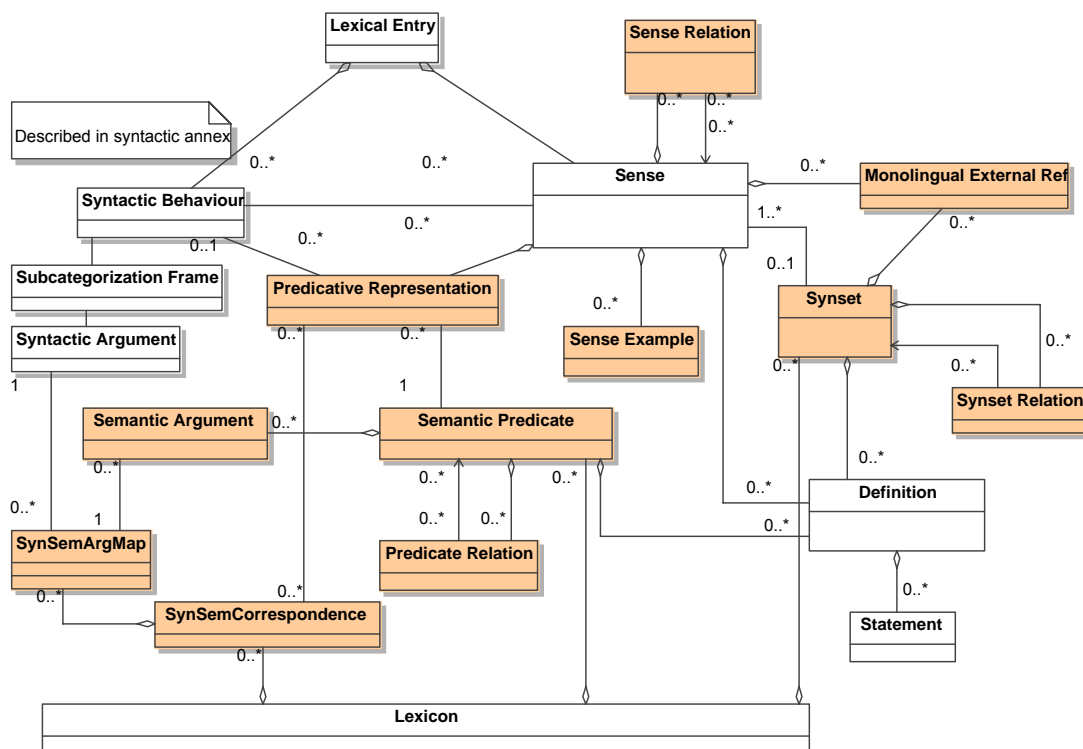 Lexical Entry
Sense Relation
Described in syntactic annex
0..*
0..*
0..*
0..*
0..*
Sense
0..*
Monolingual External Ref
Syntactic Behaviour
0..*
1..*
0..*
0..1
0..*
Subcategorization Frame
0..1
Predicative Representation
Synset
0..*
Syntactic Argument
0..*
0..*
Sense Example
0..*
0..*
0..*
1
1
Synset Relation
Semantic Argument
0..*
Semantic Predicate
0..*
0..*
0..*
0..*
Definition
0..*
0..*
1
0..*
0..*
0..*
SynSemArgMap
Predicate Relation
0..*
0..*
0..*
SynSemCorrespondence
Statement
0..*
Lexicon